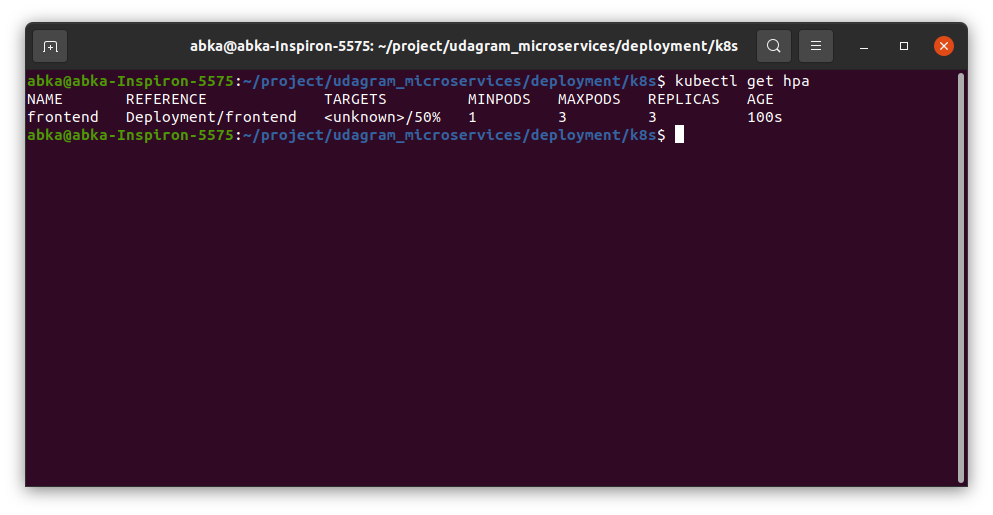 abka@abka-Inspiron-5575: ~/project/udagram_microservices/deployment/k8s
abka@abka-Inspiron-5575:~/project/udagram_microservices/deployment/k8s$ kubectl get hpa
NAME       REFERENCE             TARGETS         MINPODS   MAXPODS   REPLICAS   AGE
frontend   Deployment/frontend   <unknown>/50%   1         3         3          100s
abka@abka-Inspiron-5575:~/project/udagram_microservices/deployment/k8s$